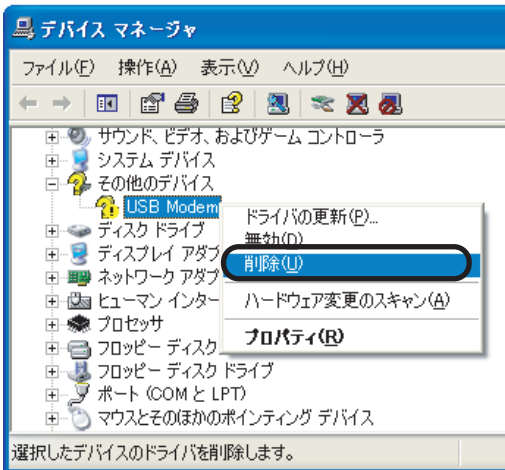 デバイス マネージャ
ファイル(F) 操作(A) 表示(V) ヘルプ(H)
サウンド、ビデオ、およびゲーム コントローラ
システム デバイス
その他のデバイス
USB Modem
ドライバの更新(P)...
ディスク ドライブ
無効(D)
ディスプレイ アダプ
削除(U)
ネットワーク アダプ
ヒューマン インター
ハードウェア変更のスキャン(A)
プロセッサ
プロパティ(R)
フロッピー ディスク
フロッピー ディスク ドライブ
ポート (COM と LPT)
マウスとそのほかのポインティング デバイス
選択したデバイスのドライバを削除します。